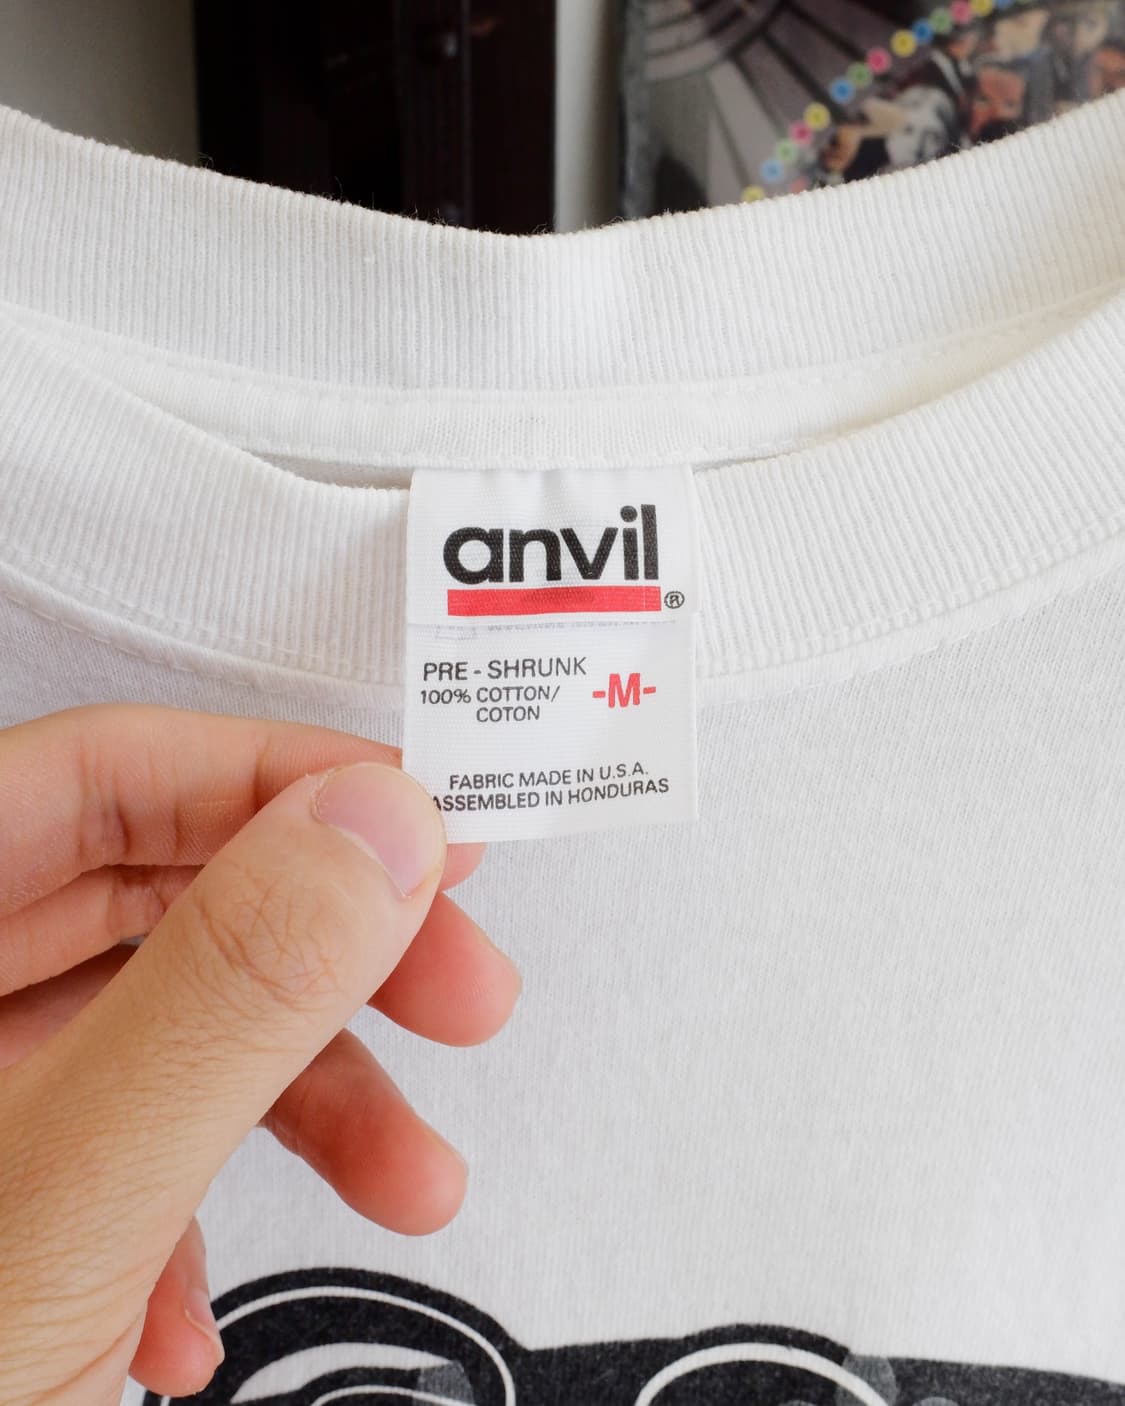 anvil
®
PRE - SHRUNK
100% COTTON/
COTON
-M-
FABRIC MADE IN U.S.A.
ASSEMBLED IN HONDURAS